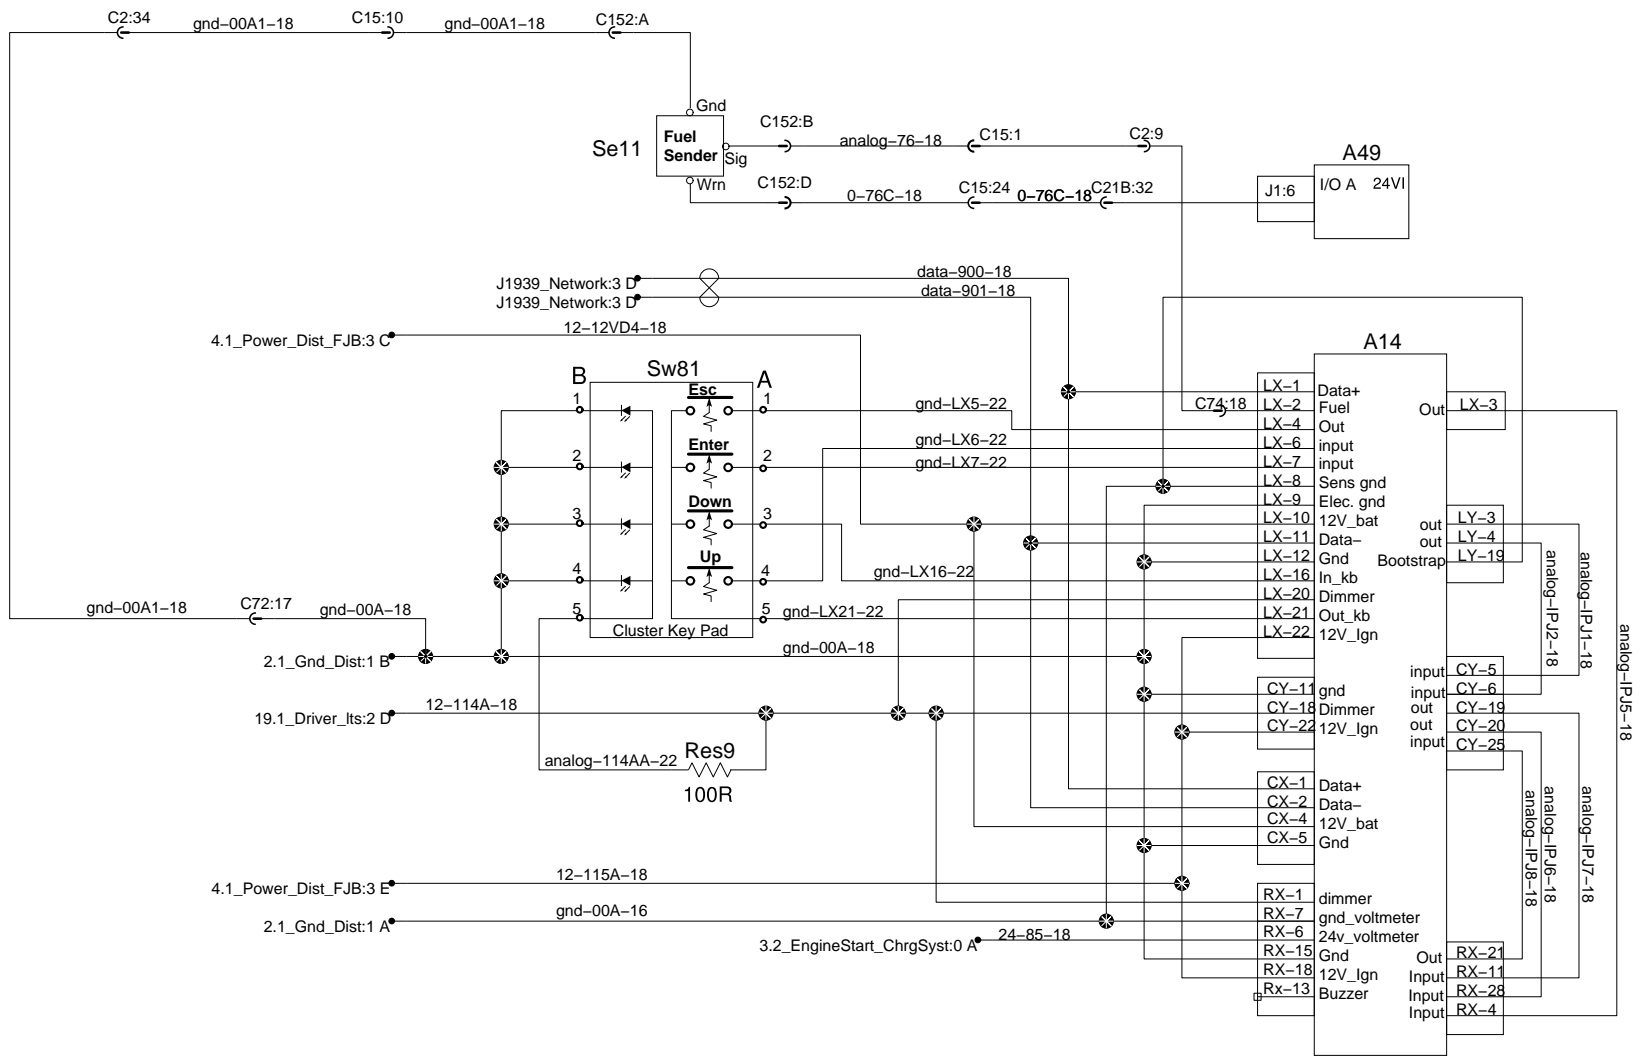 C2:34
gnd-00A1-18
C15:10
gnd-00A1-18
C152:A
Gnd
Se11
Fuel
Sender
Sig
Wrn
C152:B
analog-76-18
C15:1
C2:9
C152:D
0-76C-18
C15:24
0-76C-18
C21B:32
A49
J1:6
I/O A
24VI
J1939_Network:3 D
data-900-18
J1939_Network:3 D
data-901-18
4.1_Power_Dist_FJB:3 C
12-12VD4-18
B
Sw81
A
1
Esc
1
gnd-LX5-22
2
Enter
2
gnd-LX6-22
gnd-LX7-22
3
Down
3
4
Up
4
gnd-LX16-22
5
5
gnd-LX21-22
Cluster Key Pad
gnd-00A1-18
C72:17
gnd-00A-18
2.1_Gnd_Dist:1 B
gnd-00A-18
19.1_Driver_lts:2 D
12-114A-18
analog-114AA-22
Res9
100R
4.1_Power_Dist_FJB:3 E
12-115A-18
2.1_Gnd_Dist:1 A
gnd-00A-16
3.2_EngineStart_ChrgSyst:0 A
24-85-18
C74:18
A14
LX-1 Data+
LX-2 Fuel
LX-4 Out
LX-6 input
LX-7 input
LX-8 Sens gnd
LX-9 Elec. gnd
LX-10 12V_bat
LX-11 Data-
LX-12 Gnd
LX-16 In_kb
LX-20 Dimmer
LX-21 Out_kb
LX-22 12V_Ign
CY-11 gnd
CY-18 Dimmer
CY-22 12V_Ign
CX-1 Data+
CX-2 Data-
CX-4 12V_bat
CX-5 Gnd
RX-1 dimmer
RX-7 gnd_voltmeter
RX-6 24v_voltmeter
RX-15 Gnd
RX-18 12V_Ign
Rx-13 Buzzer
Out LX-3
out LY-3
out LY-4
Bootstrap LY-19
input CY-5
input CY-6
out CY-19
out CY-20
input CY-25
Out RX-21
Input RX-11
Input RX-28
Input RX-4
analog-IPJ2-18
analog-IPJ1-18
analog-IPJ5-18
analog-IPJ8-18
analog-IPJ6-18
analog-IPJ7-18